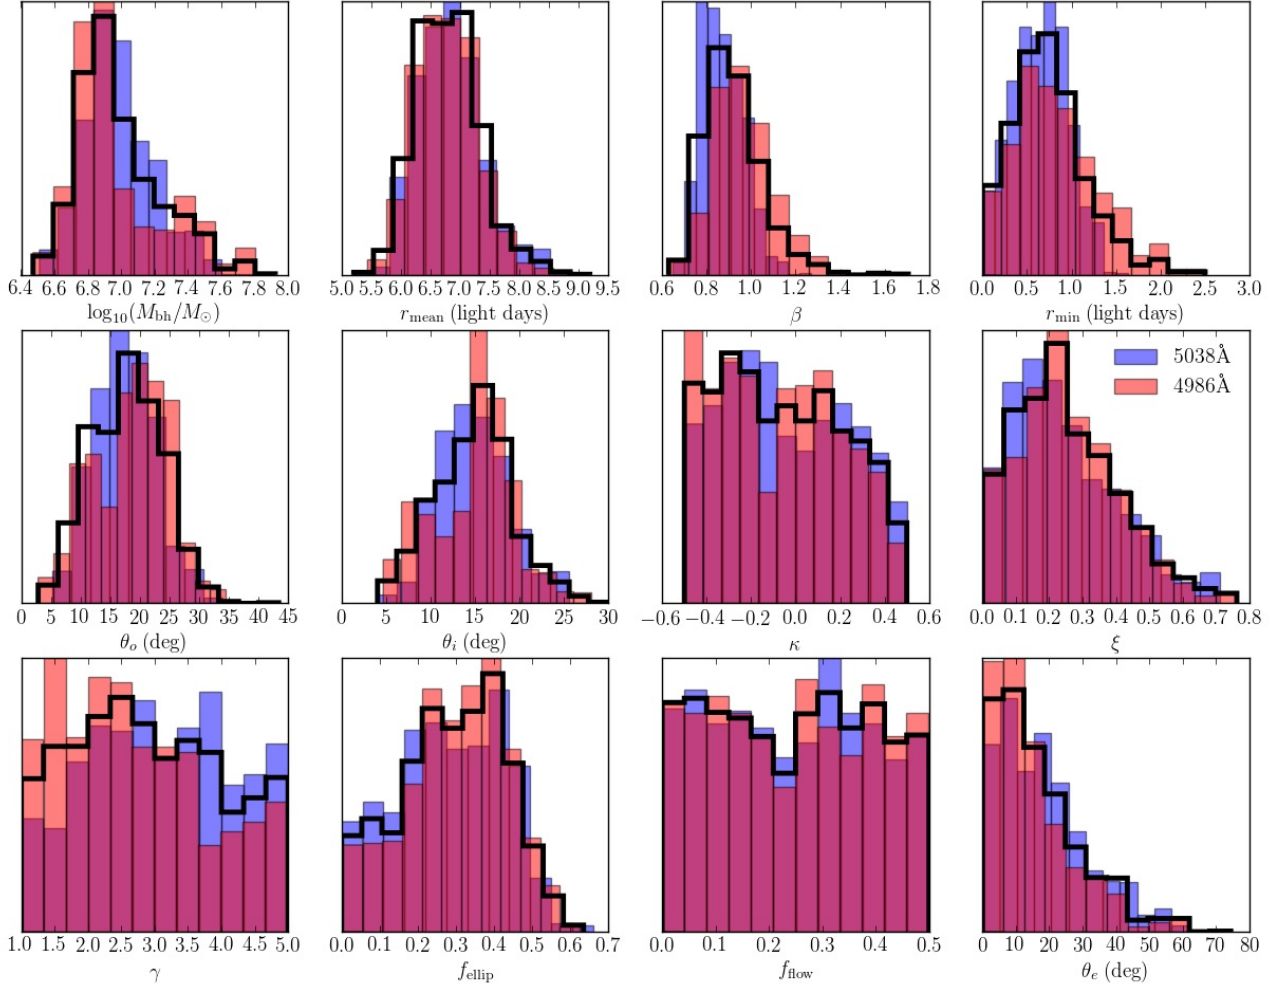 6.4 6.6 6.8 7.0 7.2 7.4 7.6 7.8 8.0
log₁₀(M_bh/M_⊙)
5.0 5.5 6.0 6.5 7.0 7.5 8.0 8.5 9.0 9.5
r_mean (light days)
0.6 0.8 1.0 1.2 1.4 1.6 1.8
β
0.0 0.5 1.0 1.5 2.0 2.5 3.0
r_min (light days)
0 5 10 15 20 25 30 35 40 45
θ_o (deg)
0 5 10 15 20 25 30
θ_i (deg)
−0.6 −0.4 −0.2 0.0 0.2 0.4 0.6
κ
5038Å
4986Å
0.0 0.1 0.2 0.3 0.4 0.5 0.6 0.7 0.8
ξ
1.0 1.5 2.0 2.5 3.0 3.5 4.0 4.5 5.0
γ
0.0 0.1 0.2 0.3 0.4 0.5 0.6 0.7
f_ellip
0.0 0.1 0.2 0.3 0.4 0.5
f_flow
0 10 20 30 40 50 60 70 80
θ_e (deg)